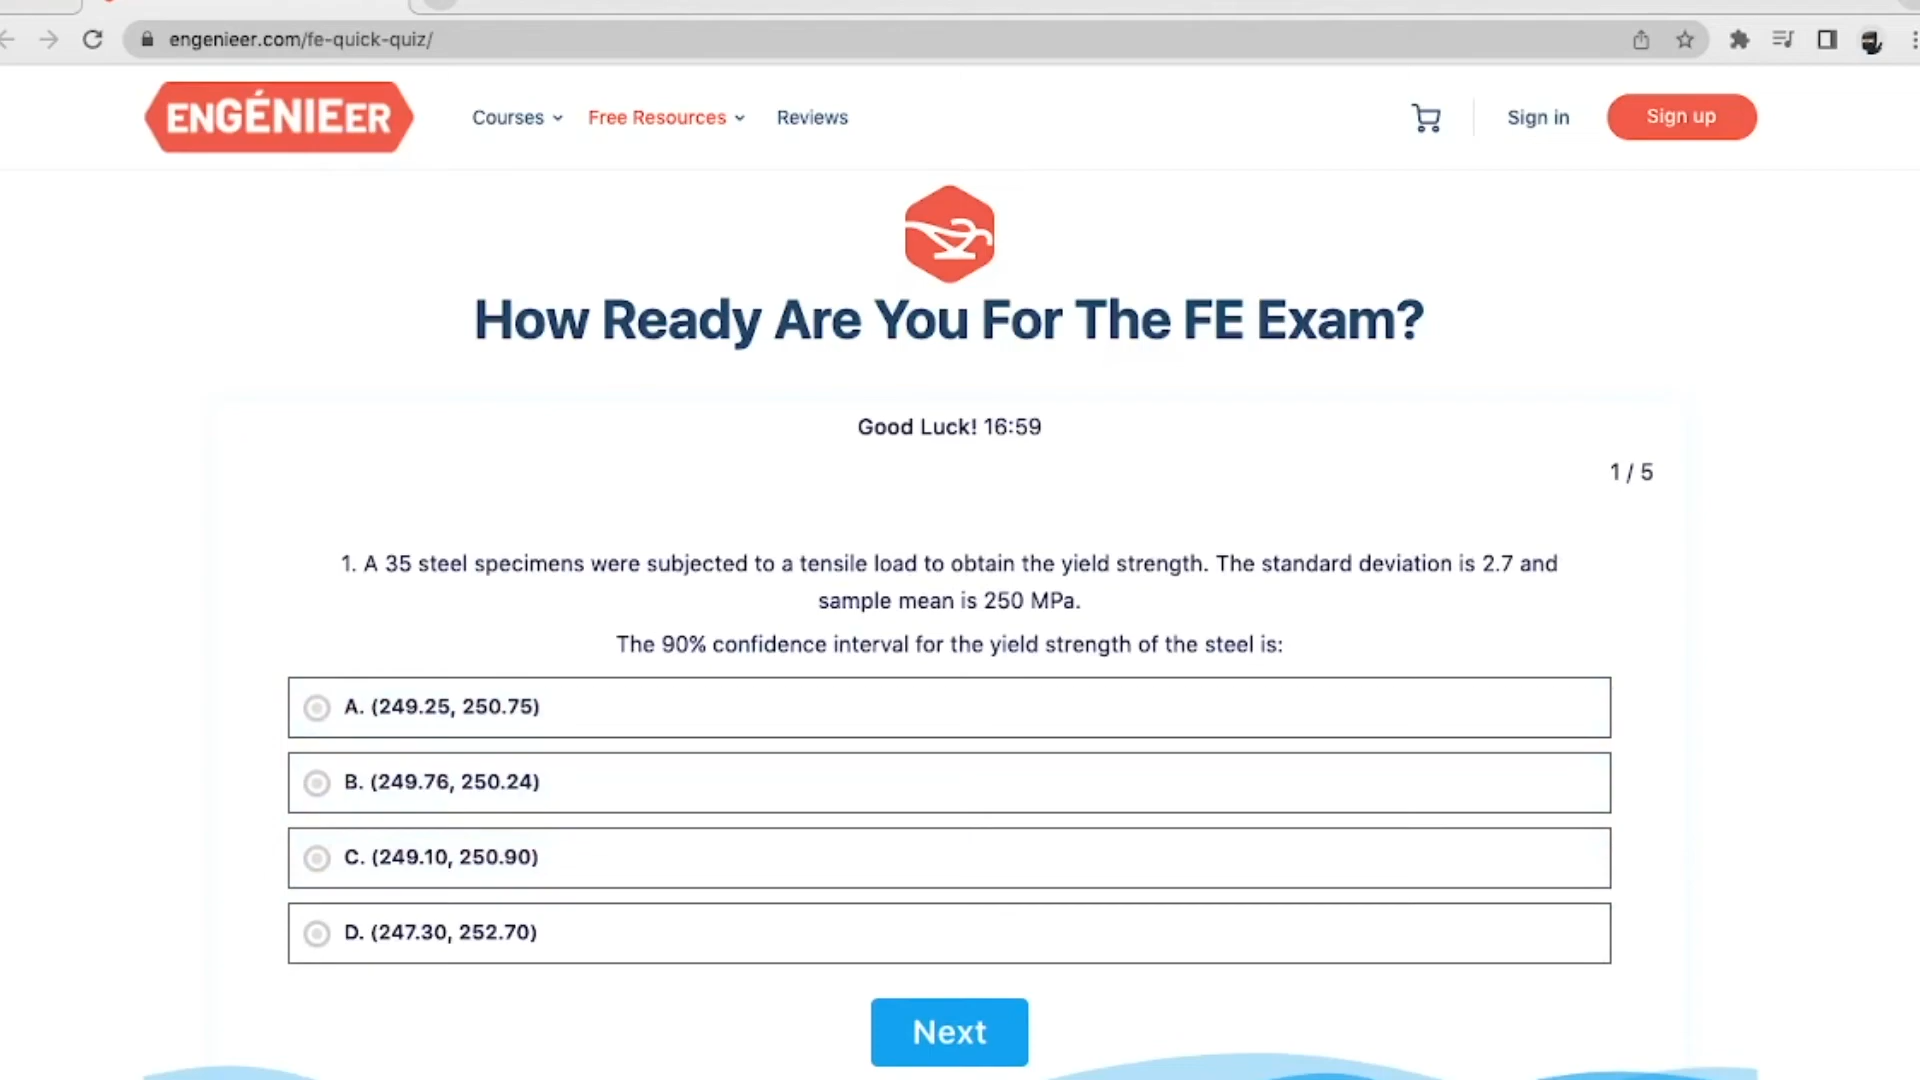 engenieer.com/fe-quick-quiz/
ENGÉNIEER
Courses
Free Resources
Reviews
Sign in
Sign up
How Ready Are You For The FE Exam?
Good Luck! 16:59
1 / 5
1. A 35 steel specimens were subjected to a tensile load to obtain the yield strength. The standard deviation is 2.7 and
sample mean is 250 MPa.
The 90% confidence interval for the yield strength of the steel is:
A. (249.25, 250.75)
B. (249.76, 250.24)
C. (249.10, 250.90)
D. (247.30, 252.70)
Next